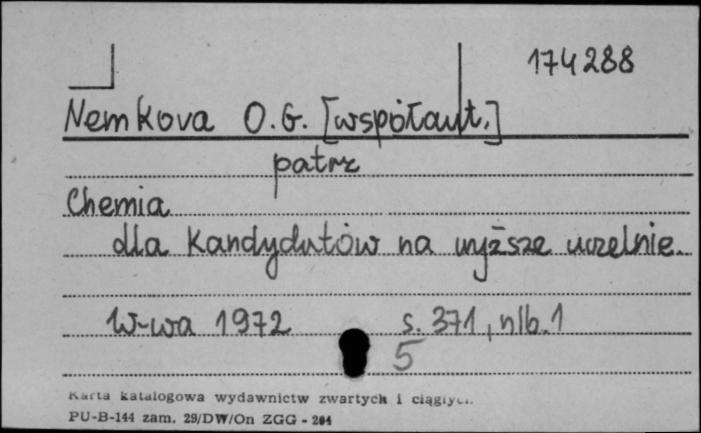 174288
Nemkova O.G. [współaut.]
patrz
Chemia
dla Kandydatów na wyższe uczelnie.
W-wa 1972 s. 371, nlb. 1
5
Karta katalogowa wydawnictw zwartych i ciągłych.
PU-B-144 zam. 29/DW/On ZGG - 204